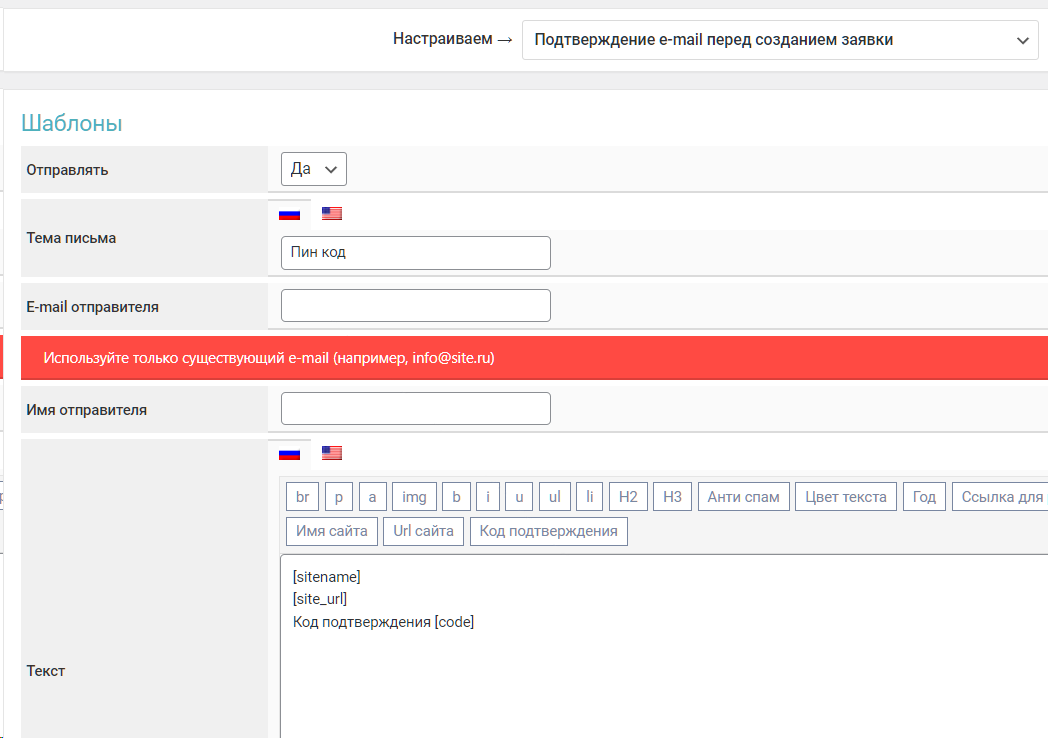 Настраиваем → Подтверждение e-mail перед созданием заявки
Шаблоны
Отправлять Да
Тема письма
Пин код
E-mail отправителя
Используйте только существующий e-mail (например, info@site.ru)
Имя отправителя
br p a img b i u ul li H2 H3 Анти спам Цвет текста Год Ссылка для
Имя сайта Url сайта Код подтверждения
[sitename]
[site_url]
Код подтверждения [code]
Текст